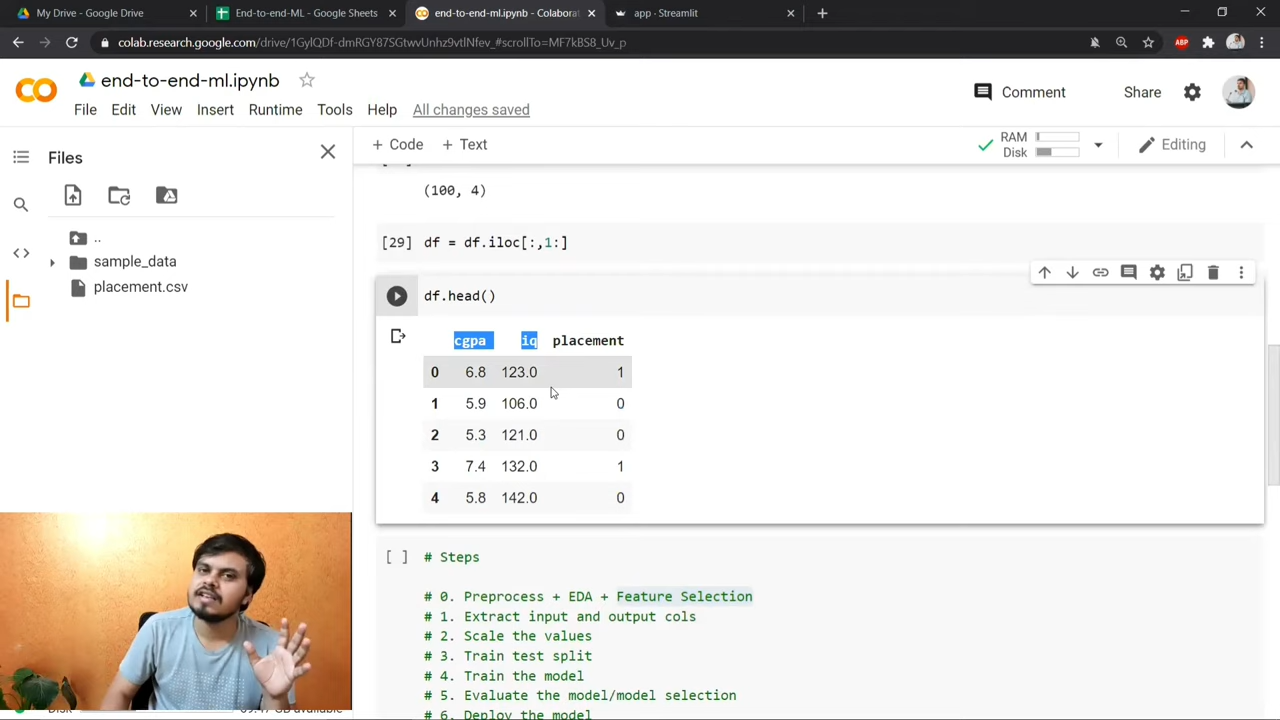 My Drive - Google Drive
End-to-end-ML - Google Sheets
end-to-end-ml.ipynb - Colaborat
app · Streamlit
colab.research.google.com/drive/1GylQDf-dmRGY87SGtwvUnhz9vtlNfev_#scrollTo=MF7kBS8_Uv_p
ABP
end-to-end-ml.ipynb
File Edit View Insert Runtime Tools Help All changes saved
Comment Share
Files
+ Code + Text
RAM
Disk
Editing
..
sample_data
placement.csv
(100, 4)
[29] df = df.iloc[:,1:]
df.head()
cgpa iq placement
0 6.8 123.0 1
1 5.9 106.0 0
2 5.3 121.0 0
3 7.4 132.0 1
4 5.8 142.0 0
[ ] # Steps
# 0. Preprocess + EDA + Feature Selection
# 1. Extract input and output cols
# 2. Scale the values
# 3. Train test split
# 4. Train the model
# 5. Evaluate the model/model selection
# 6. Deploy the model